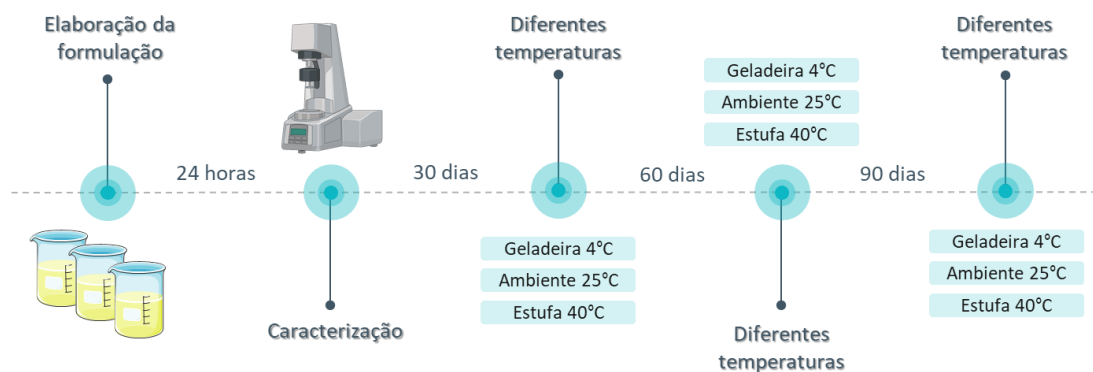 Elaboração da
formulação
24 horas
Caracterização
30 dias
Diferentes
temperaturas
Geladeira 4°C
Ambiente 25°C
Estufa 40°C
60 dias
Geladeira 4°C
Ambiente 25°C
Estufa 40°C
Diferentes
temperaturas
90 dias
Diferentes
temperaturas
Geladeira 4°C
Ambiente 25°C
Estufa 40°C